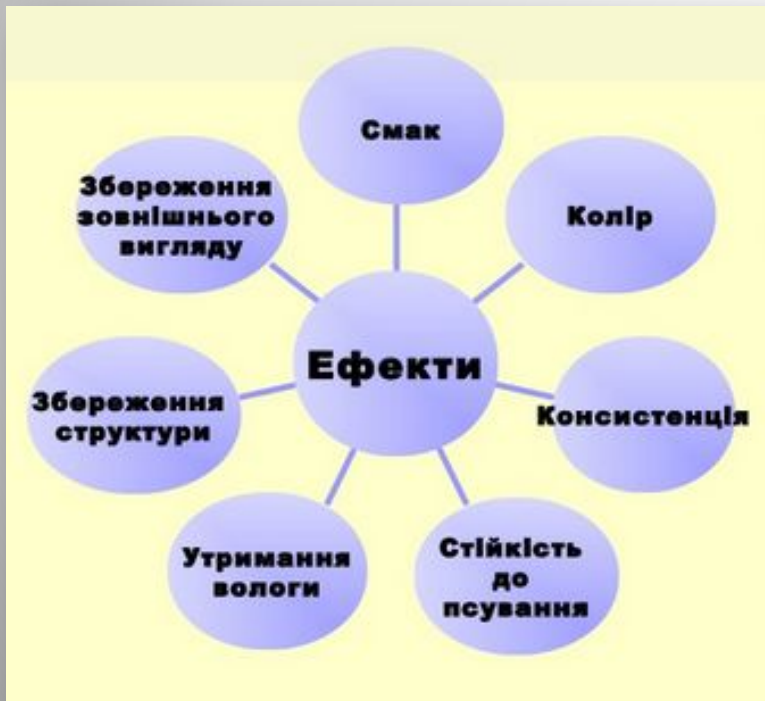 Смак
Колір
Консистенція
Стійкість
до
псування
Утримання
вологи
Збереження
структури
Збереження
зовнішнього
вигляду
Ефекти